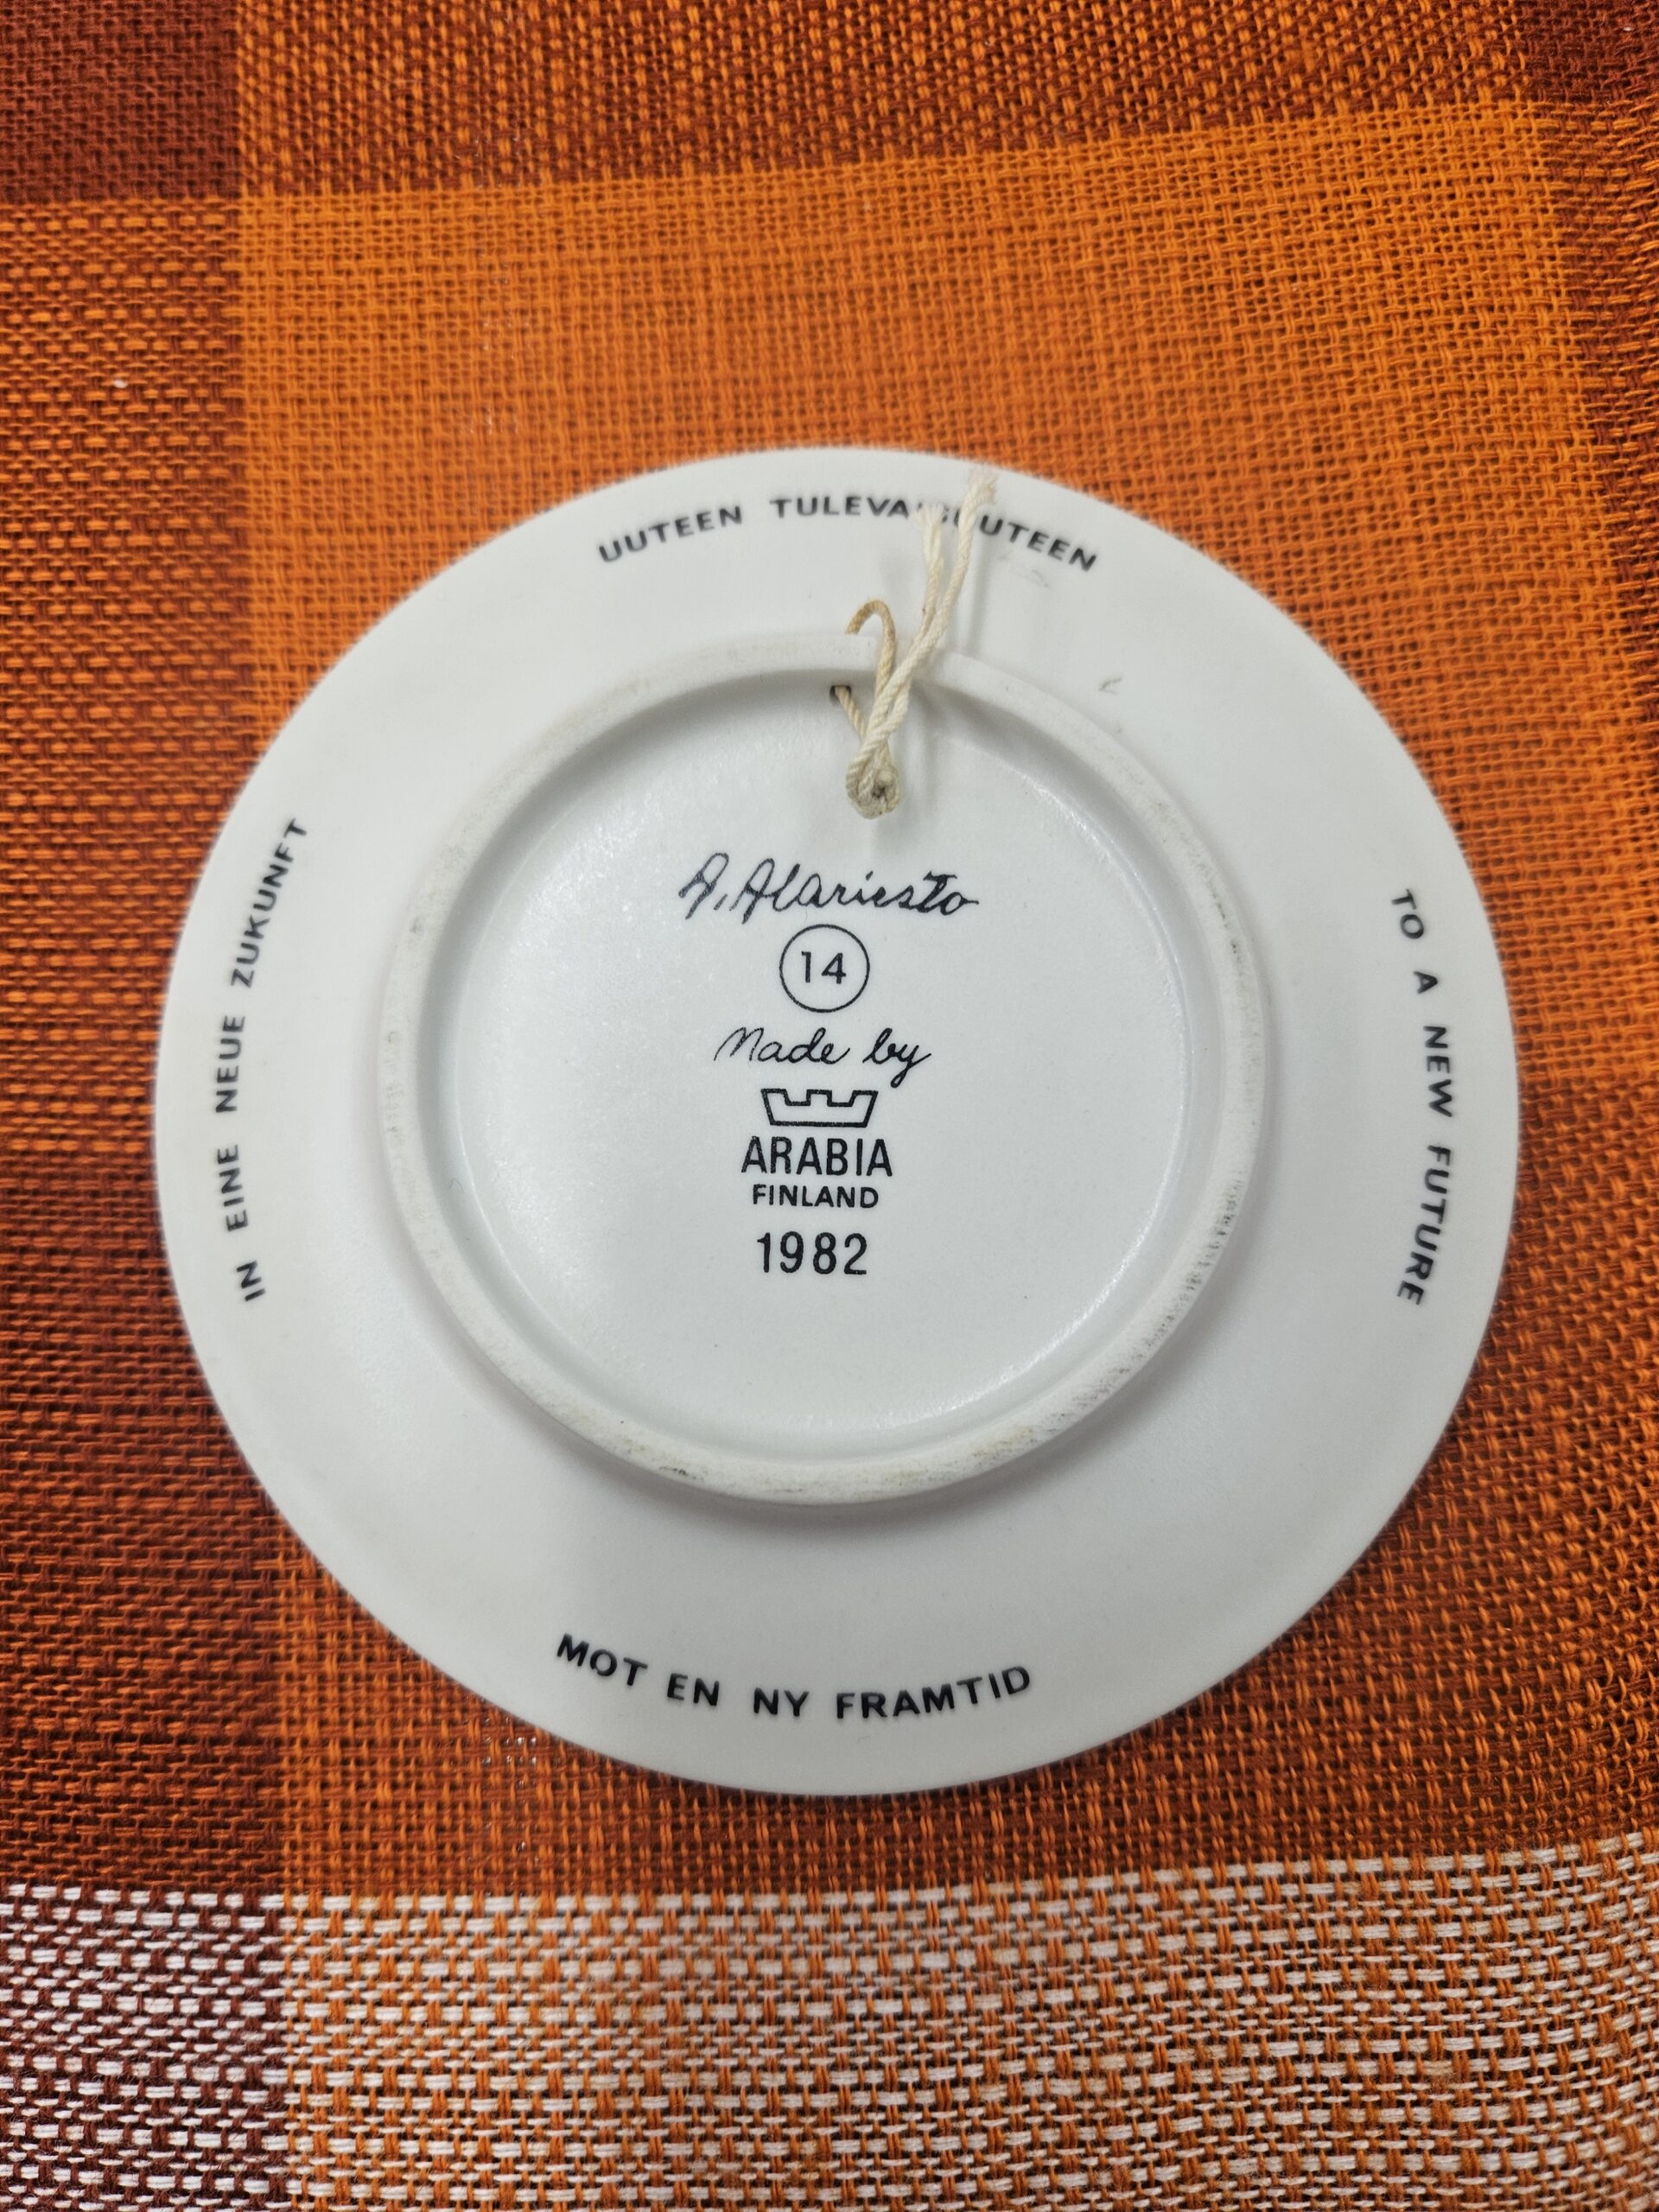 UUTEEN TULEVAISUUTEEN
TO A NEW FUTURE
MOT EN NY FRAMTID
IN EINE NEUE ZUKUNFT
A. Alariesto
14
Made by
ARABIA
FINLAND
1982